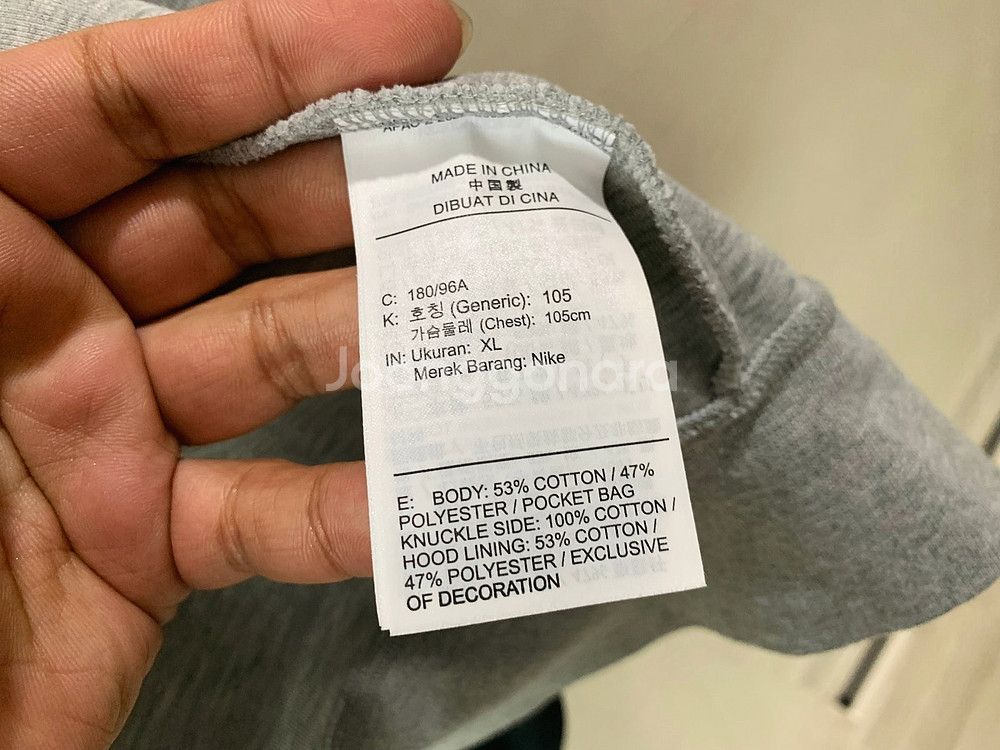 MADE IN CHINA
中国製
DIBUAT DI CINA
C: 180/96A
K: 호칭 (Generic): 105
가슴둘레 (Chest): 105cm
IN: Ukuran: XL
Merek Barang: Nike
Joonggonara
E: BODY: 53% COTTON / 47%
POLYESTER / POCKET BAG
KNUCKLE SIDE: 100% COTTON /
HOOD LINING: 53% COTTON /
47% POLYESTER / EXCLUSIVE
OF DECORATION